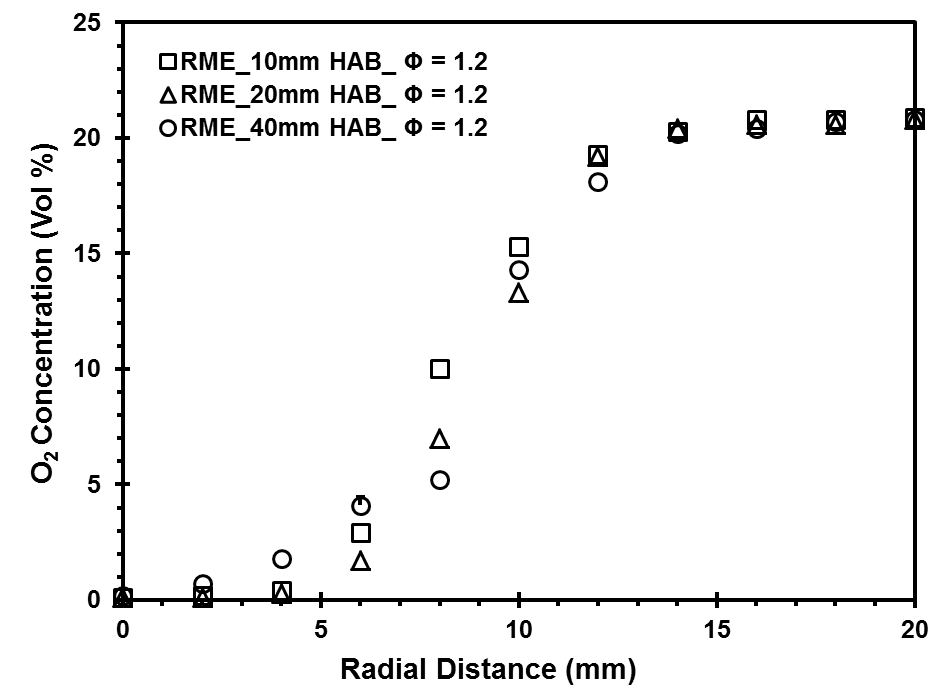 25
RME_10mm HAB_ Φ = 1.2
RME_20mm HAB_ Φ = 1.2
RME_40mm HAB_ Φ = 1.2
20
15
10
5
0
O₂ Concentration (Vol %)
0 5 10 15 20
Radial Distance (mm)